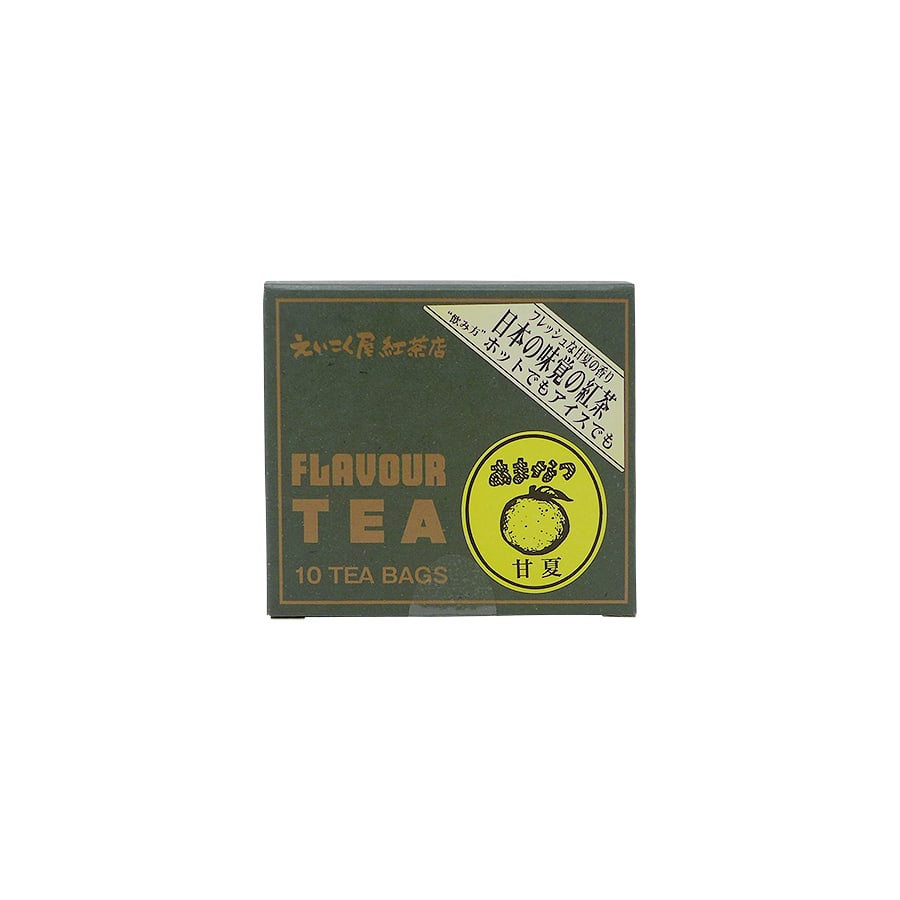 えいこく屋紅茶店
フレッシュな甘夏の香り
日本の味覚の紅茶
"飲み方"ホットでもアイスでも
FLAVOUR
TEA
10 TEA BAGS
あまなつ
甘夏